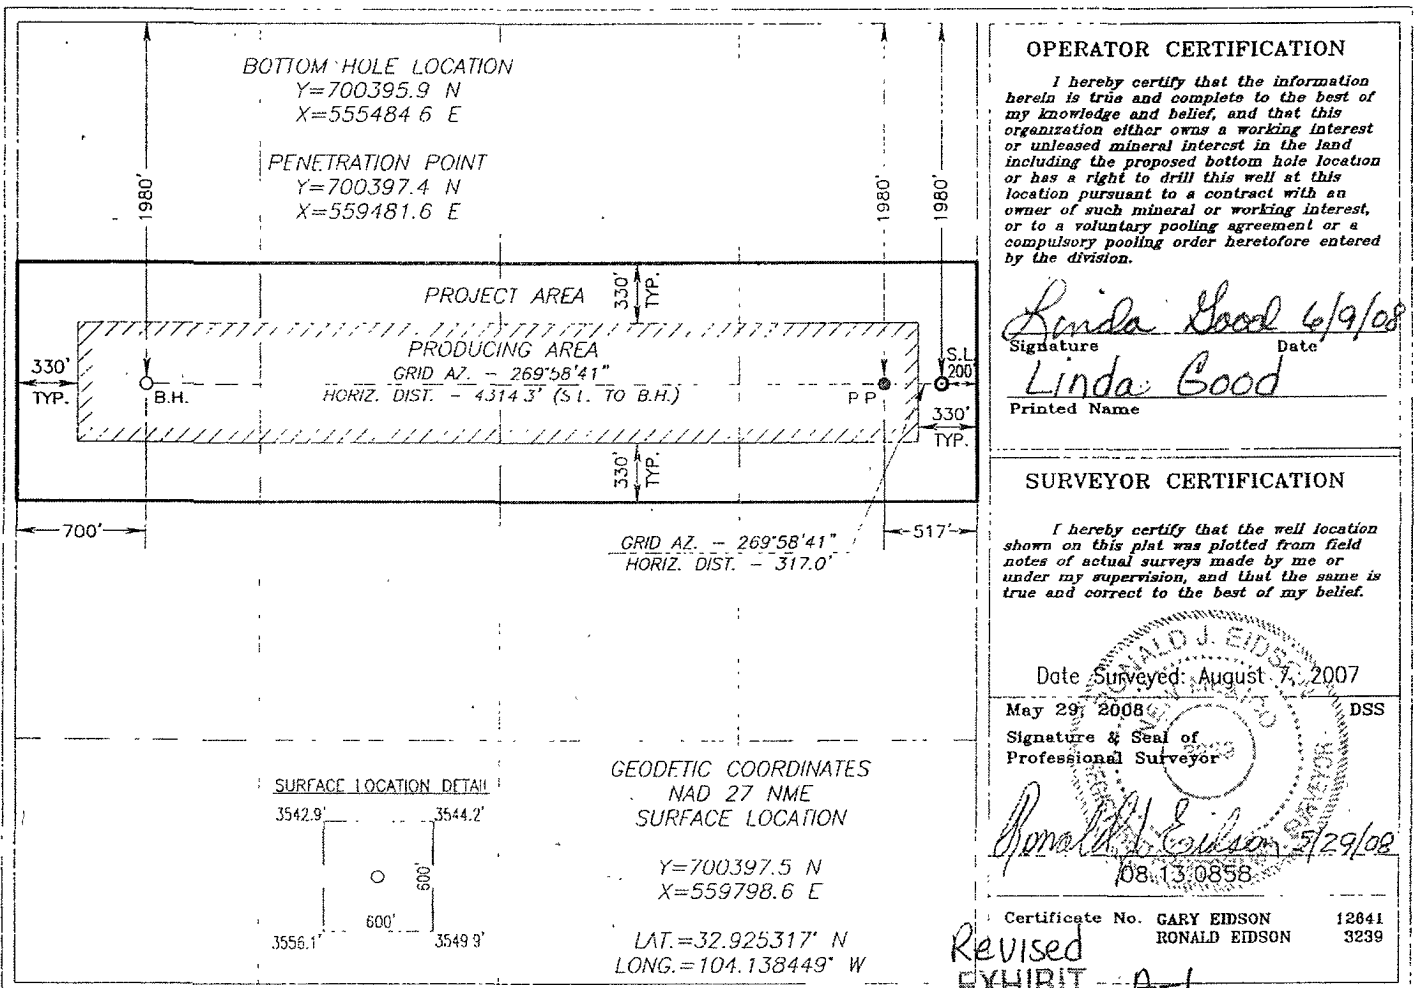 BOTTOM HOLE LOCATION
Y=700395.9 N
X=555484 6 E
PENETRATION POINT
Y=700397.4 N
X=559481.6 E
1980'
1980'
1980'
PROJECT AREA
330'
TYP.
PRODUCING AREA
GRID AZ. - 269°58'41"
HORIZ. DIST. - 4314 3' (S L. TO B.H.)
330'
TYP.
B.H.
P P
S.L.
200'
330'
TYP.
330'
TYP.
700'
517'
GRID AZ. - 269°58'41"
HORIZ. DIST. - 317.0'
SURFACE LOCATION DETAIL
3542.9'
3544.2'
600'
600'
3556.1'
3549 9'
GEODETIC COORDINATES
NAD 27 NME
SURFACE LOCATION
Y=700397.5 N
X=559798.6 E
LAT.=32.925317° N
LONG.=104.138449° W
OPERATOR CERTIFICATION
I hereby certify that the information
herein is true and complete to the best of
my knowledge and belief, and that this
organization either owns a working interest
or unleased mineral interest in the land
including the proposed bottom hole location
or has a right to drill this well at this
location pursuant to a contract with an
owner of such mineral or working interest,
or to a voluntary pooling agreement or a
compulsory pooling order heretofore entered
by the division.
Linda Good 6/9/08
Signature Date
Linda Good
Printed Name
SURVEYOR CERTIFICATION
I hereby certify that the well location
shown on this plat was plotted from field
notes of actual surveys made by me or
under my supervision, and that the same is
true and correct to the best of my belief.
RONALD J. EIDSON
NEW MEXICO
SURVEYOR
Date Surveyed: August 7, 2007
May 29, 2008 DSS
Signature & Seal of
Professional Surveyor
3239
Ronald J. Eidson 5/29/08
08.13.0858
Certificate No. GARY EIDSON 12641
RONALD EIDSON 3239
Revised
EXHIBIT A-1